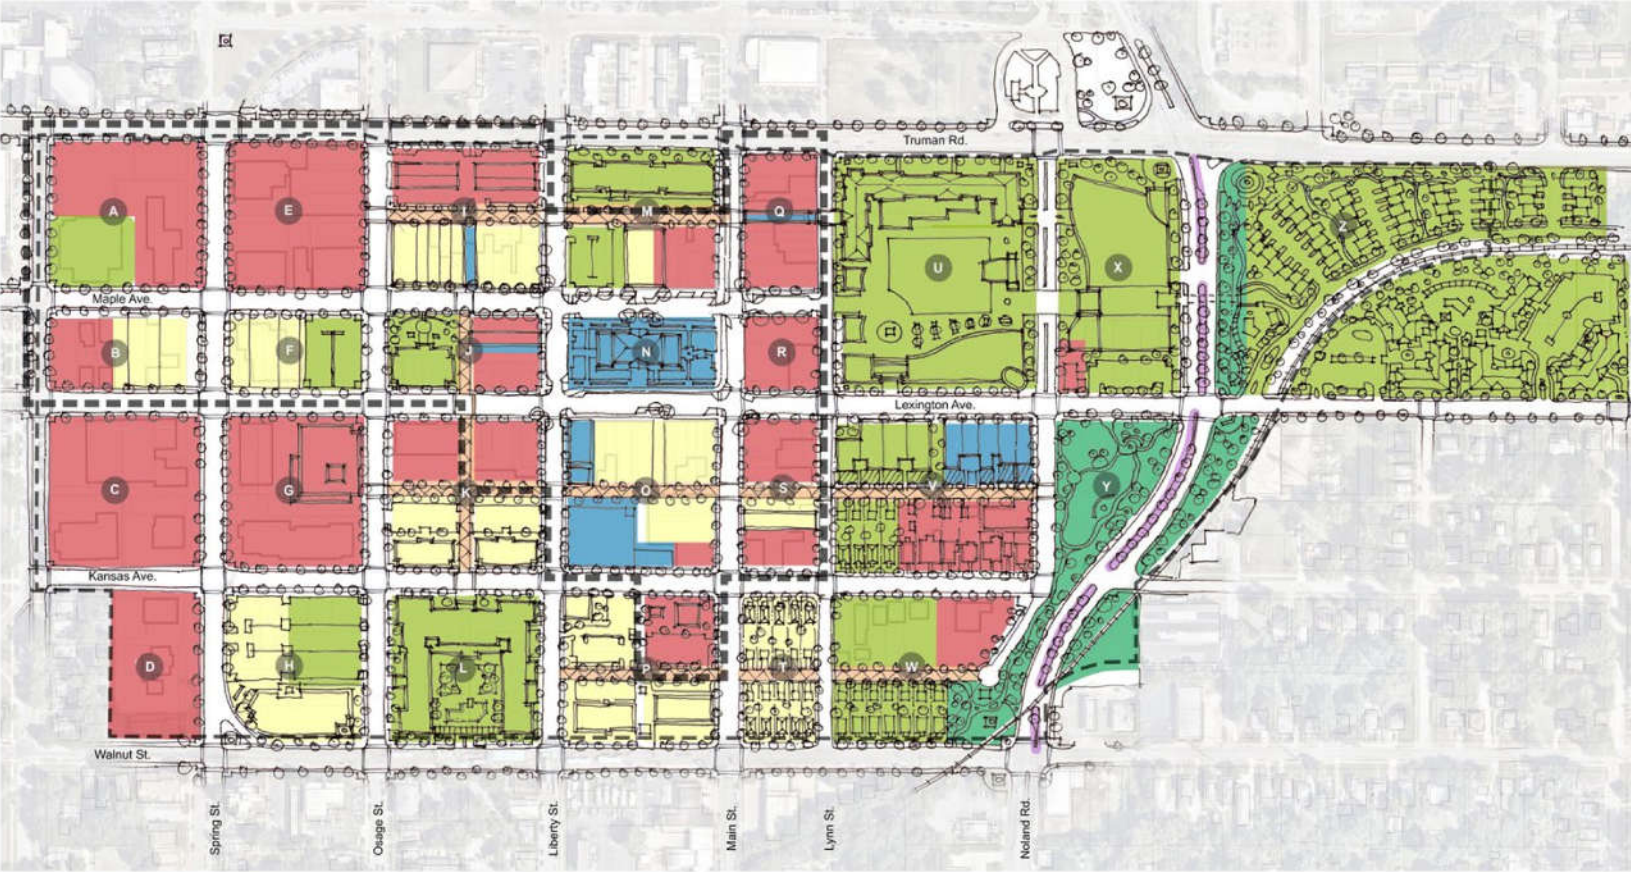 Truman Rd.
A
E
I
M
Q
U
X
Z
Maple Ave.
B
F
J
N
R
Lexington Ave.
C
G
K
O
S
V
Y
Kansas Ave.
D
H
L
P
T
W
Walnut St.
Spring St.
Osage St.
Liberty St.
Main St.
Lynn St.
Noland Rd.